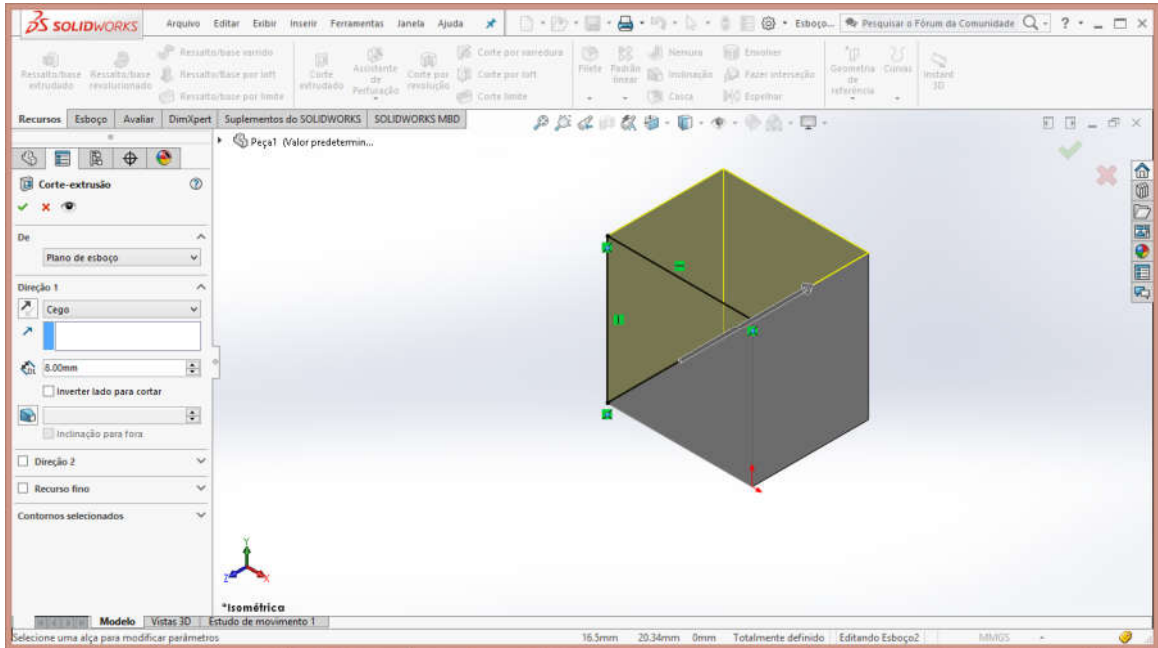 SOLIDWORKS Arquivo Editar Exibir Inserir Ferramentas Janela Ajuda Esboço... Pesquisar o Fórum da Comunidade ?
Ressalto/base extrudado
Ressalto/base revolucionado
Ressalto/base varrido
Ressalto/base por loft
Ressalto/base por limite
Corte extrudado
Assistente de Perfuração
Corte por revolução
Corte por varredura
Corte por loft
Corte limite
Filete
Padrão linear
Nervura
Inclinação
Casca
Envolver
Fazer interseção
Espelhar
Geometria de referência
Curvas
Instant 3D
Recursos Esboço Avaliar DimXpert Suplementos do SOLIDWORKS SOLIDWORKS MBD
Peça1 (Valor predetermin...
Corte-extrusão
De
Plano de esboço
Direção 1
Cego
8.00mm
Inverter lado para cortar
Inclinação para fora
Direção 2
Recurso fino
Contornos selecionados
Y
Z X
*Isométrica
Modelo Vistas 3D Estudo de movimento 1
Selecione uma alça para modificar parâmetros 16.5mm 20.34mm 0mm Totalmente definido Editando Esboço2 MMGS